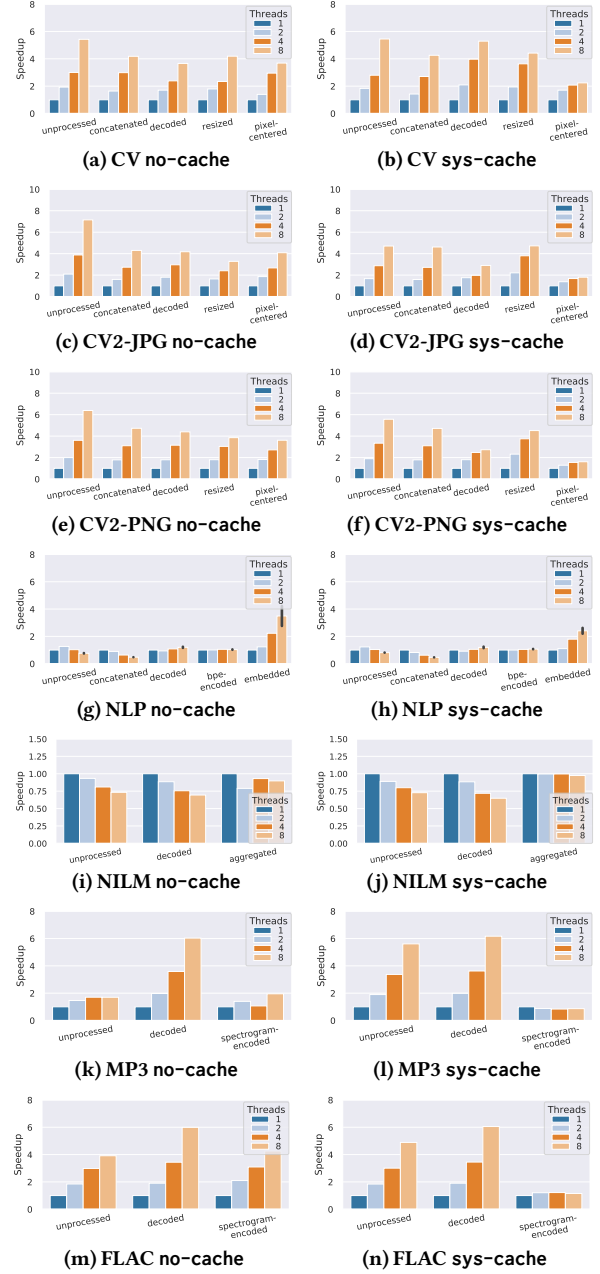 Threads
1
2
4
8
Speedup
8
6
4
2
0
unprocessed concatenated decoded resized pixel-
centered
(a) CV no-cache
Threads
1
2
4
8
8
6
4
2
0
unprocessed concatenated decoded resized pixel-
centered
(b) CV sys-cache
Threads
1
2
4
8
Speedup
10
8
6
4
2
0
unprocessed concatenated decoded resized pixel-
centered
(c) CV2-JPG no-cache
Threads
1
2
4
8
10
8
6
4
2
0
unprocessed concatenated decoded resized pixel-
centered
(d) CV2-JPG sys-cache
Threads
1
2
4
8
Speedup
10
8
6
4
2
0
unprocessed concatenated decoded resized pixel-
centered
(e) CV2-PNG no-cache
Threads
1
2
4
8
10
8
6
4
2
0
unprocessed concatenated decoded resized pixel-
centered
(f) CV2-PNG sys-cache
Threads
1
2
4
8
Speedup
8
6
4
2
0
unprocessed concatenated decoded bpe-
encoded embedded
(g) NLP no-cache
Threads
1
2
4
8
8
6
4
2
0
unprocessed concatenated decoded bpe-
encoded embedded
(h) NLP sys-cache
Threads
1
2
4
8
Speedup
1.50
1.25
1.00
0.75
0.50
0.25
0.00
unprocessed decoded aggregated
(i) NILM no-cache
Threads
1
2
4
8
1.50
1.25
1.00
0.75
0.50
0.25
0.00
unprocessed decoded aggregated
(j) NILM sys-cache
Threads
1
2
4
8
Speedup
8
6
4
2
0
unprocessed decoded spectrogram-
encoded
(k) MP3 no-cache
Threads
1
2
4
8
8
6
4
2
0
unprocessed decoded spectrogram-
encoded
(l) MP3 sys-cache
Threads
1
2
4
8
Speedup
8
6
4
2
0
unprocessed decoded spectrogram-
encoded
(m) FLAC no-cache
Threads
1
2
4
8
8
6
4
2
0
unprocessed decoded spectrogram-
encoded
(n) FLAC sys-cache